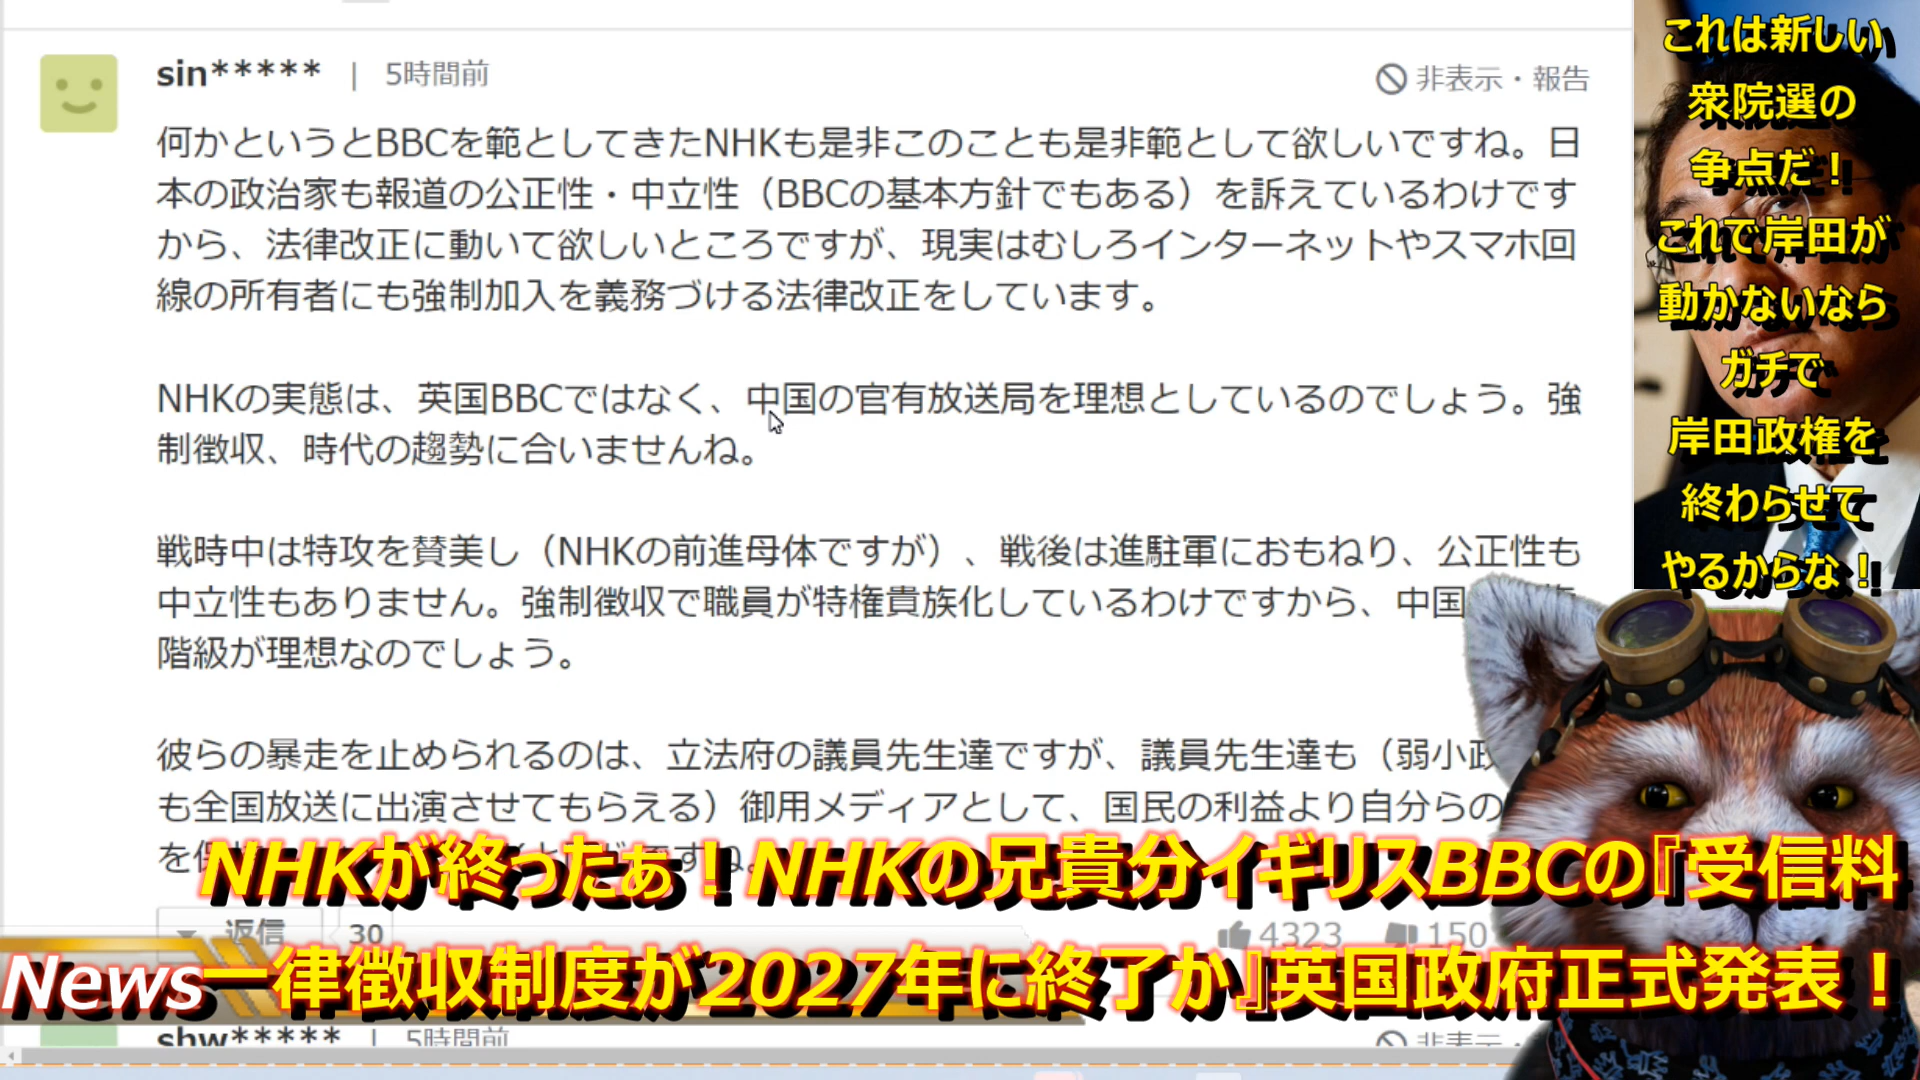 sin***** | 5時間前
非表示・報告
何かというとBBCを範としてきたNHKも是非このことも是非範として欲しいですね。日
本の政治家も報道の公正性・中立性（BBCの基本方針でもある）を訴えているわけです
から、法律改正に動いて欲しいところですが、現実はむしろインターネットやスマホ回
線の所有者にも強制加入を義務づける法律改正をしています。
NHKの実態は、英国BBCではなく、中国の官有放送局を理想としているのでしょう。強
制徴収、時代の趨勢に合いませんね。
戦時中は特攻を賛美し（NHKの前進母体ですが）、戦後は進駐軍におもねり、公正性も
中立性もありません。強制徴収で職員が特権貴族化しているわけですから、中国
階級が理想なのでしょう。
彼らの暴走を止められるのは、立法府の議員先生達ですが、議員先生達も（弱小政
も全国放送に出演させてもらえる）御用メディアとして、国民の利益より自分らの
を
返信 30
4323
150
shw***** | 5時間前
これは新しい
衆院選の
争点だ！
これで岸田が
動かないなら
ガチで
岸田政権を
終わらせて
やるからな！
NHKが終ったぁ！NHKの兄貴分イギリスBBCの『受信料
News
一律徴収制度が2027年に終了か』英国政府正式発表！